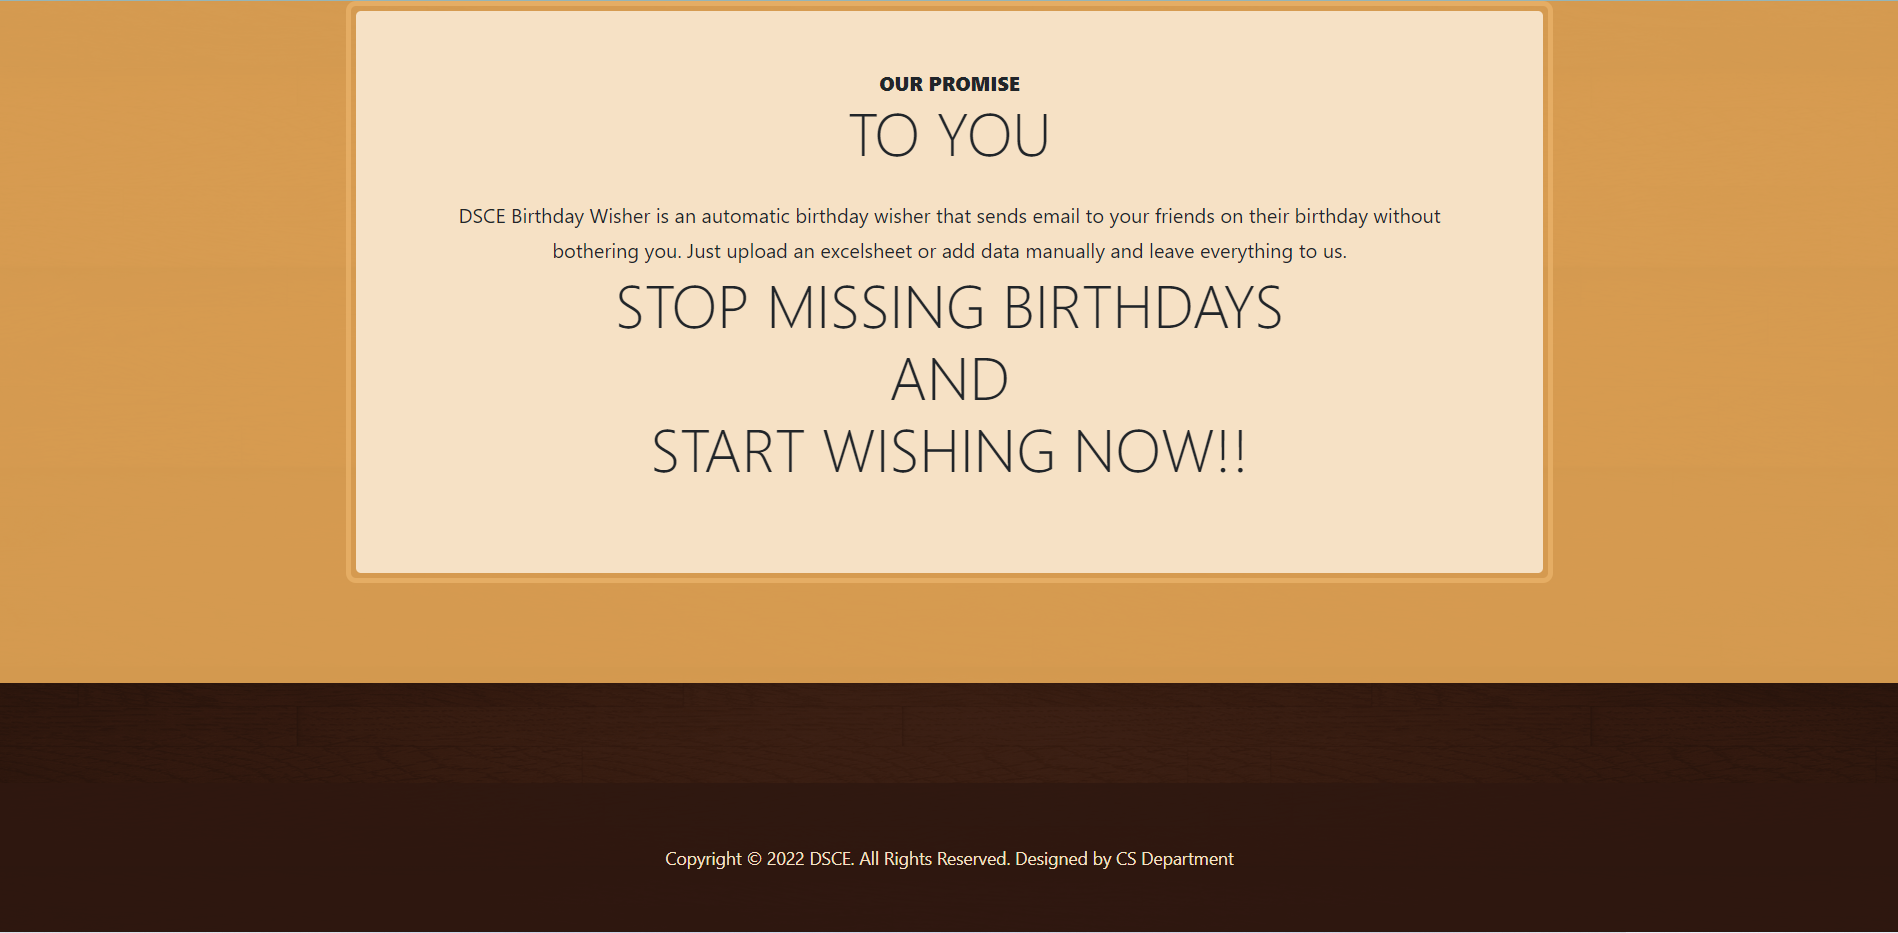 OUR PROMISE
TO YOU
DSCE Birthday Wisher is an automatic birthday wisher that sends email to your friends on their birthday without
bothering you. Just upload an excelsheet or add data manually and leave everything to us.
STOP MISSING BIRTHDAYS
AND
START WISHING NOW!!
Copyright © 2022 DSCE. All Rights Reserved. Designed by CS Department